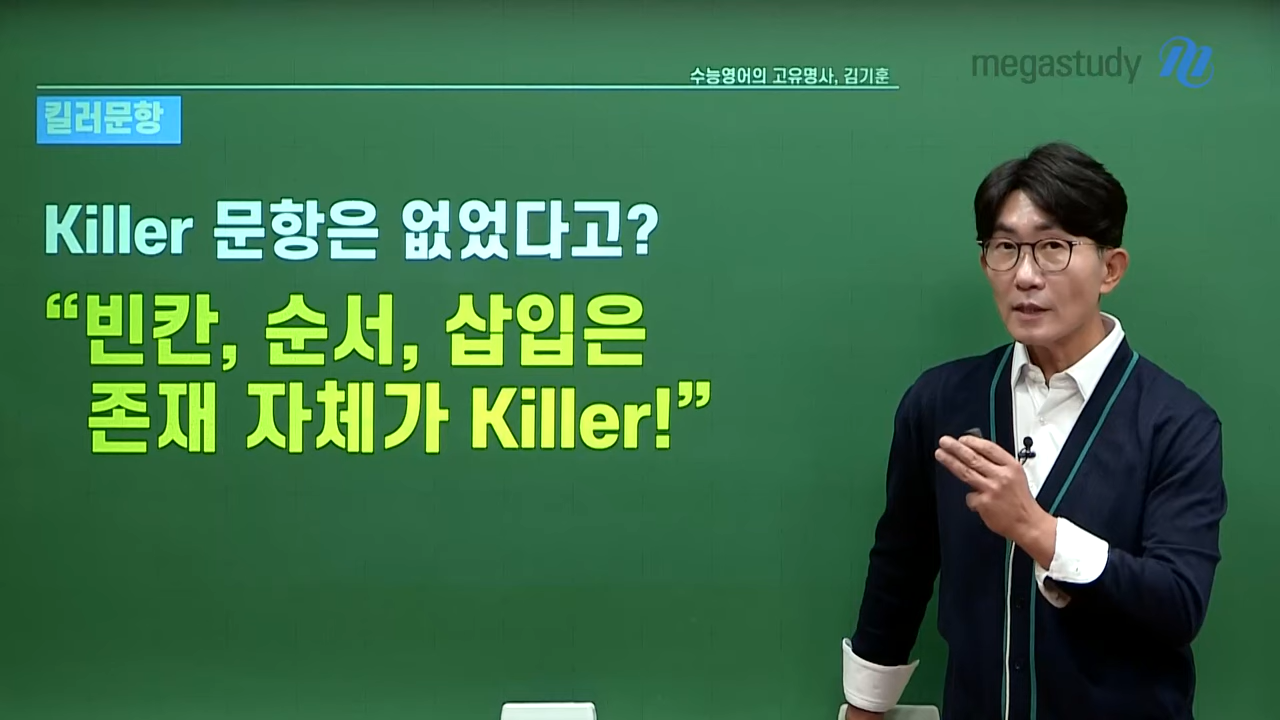 수능영어의 고유명사, 김기훈
megastudy
킬러문항
Killer 문항은 없었다고?
“빈칸, 순서, 삽입은
존재 자체가 Killer!”